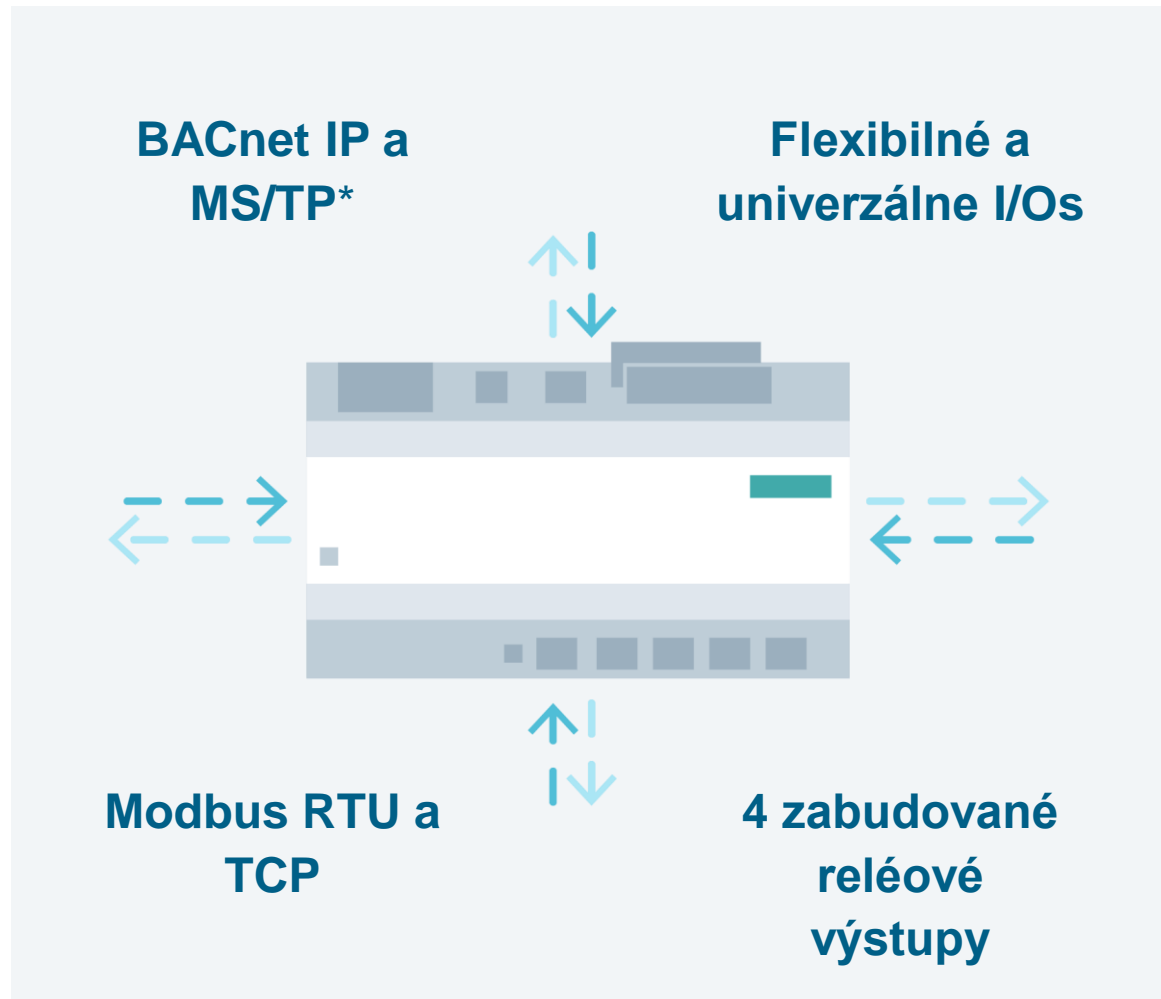 BACnet IP a
MS/TP*
Flexibilné a
univerzálne I/Os
Modbus RTU a
TCP
4 zabudované
reléové
výstupy